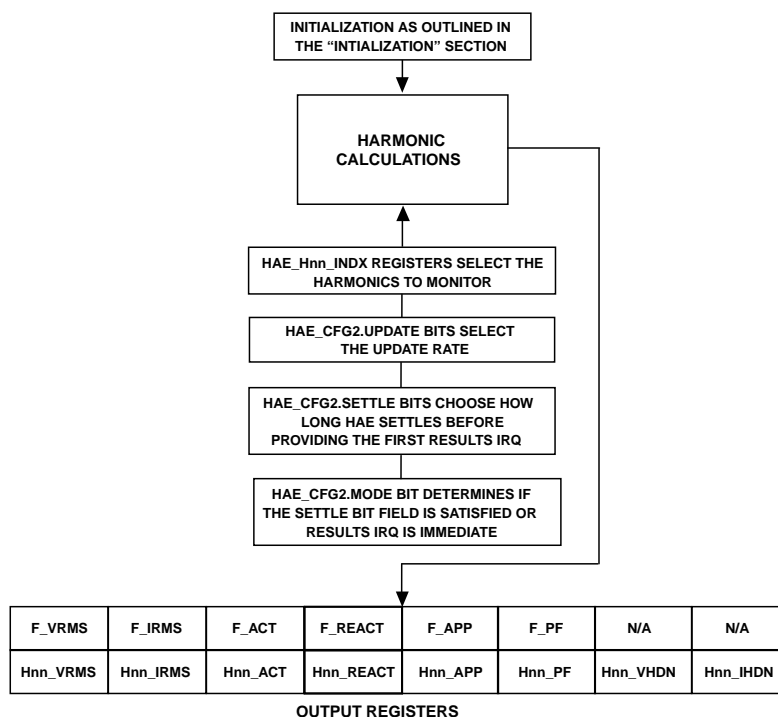 INITIALIZATION AS OUTLINED IN
THE “INTIALIZATION” SECTION
HARMONIC
CALCULATIONS
HAE_Hnn_INDX REGISTERS SELECT THE
HARMONICS TO MONITOR
HAE_CFG2.UPDATE BITS SELECT
THE UPDATE RATE
HAE_CFG2.SETTLE BITS CHOOSE HOW
LONG HAE SETTLES BEFORE
PROVIDING THE FIRST RESULTS IRQ
HAE_CFG2.MODE BIT DETERMINES IF
THE SETTLE BIT FIELD IS SATISFIED OR
RESULTS IRQ IS IMMEDIATE
F_VRMS F_IRMS F_ACT F_REACT F_APP F_PF N/A N/A
Hnn_VRMS Hnn_IRMS Hnn_ACT Hnn_REACT Hnn_APP Hnn_PF Hnn_VHDN Hnn_IHDN
OUTPUT REGISTERS